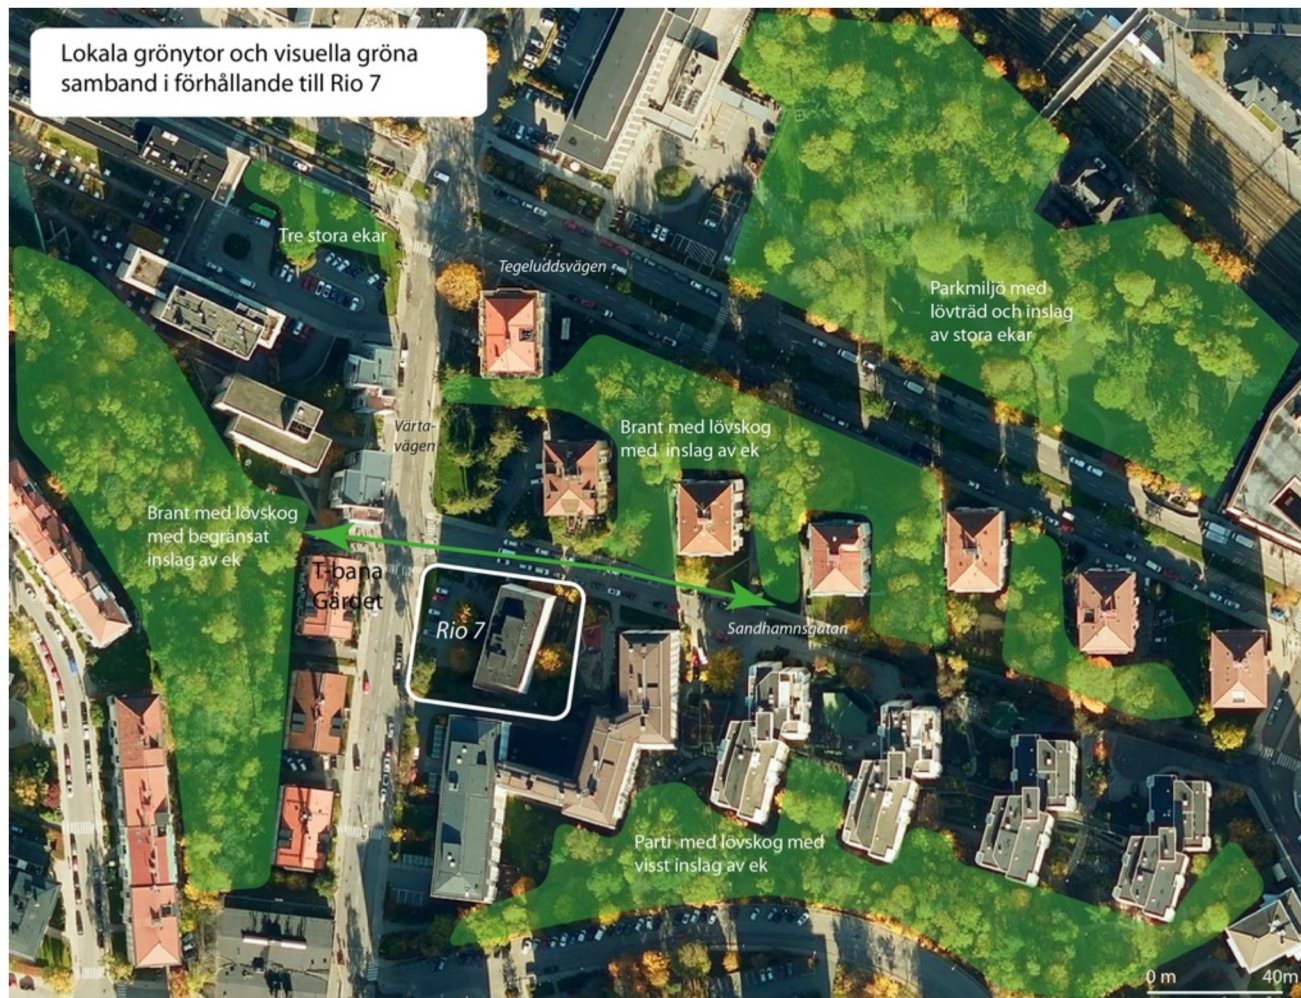 Lokala grönytor och visuella gröna
samband i förhållande till Rio 7
Tre stora ekar
Tegeluddsvägen
Parkmiljö med
lövträd och inslag
av stora ekar
Värta-
vägen
Brant med lövskog
med inslag av ek
Brant med lövskog
med begränsat
inslag av ek
T-bana
Gärdet
Rio 7
Sandhamnsgatan
Parti med lövskog med
visst inslag av ek
0 m
40m